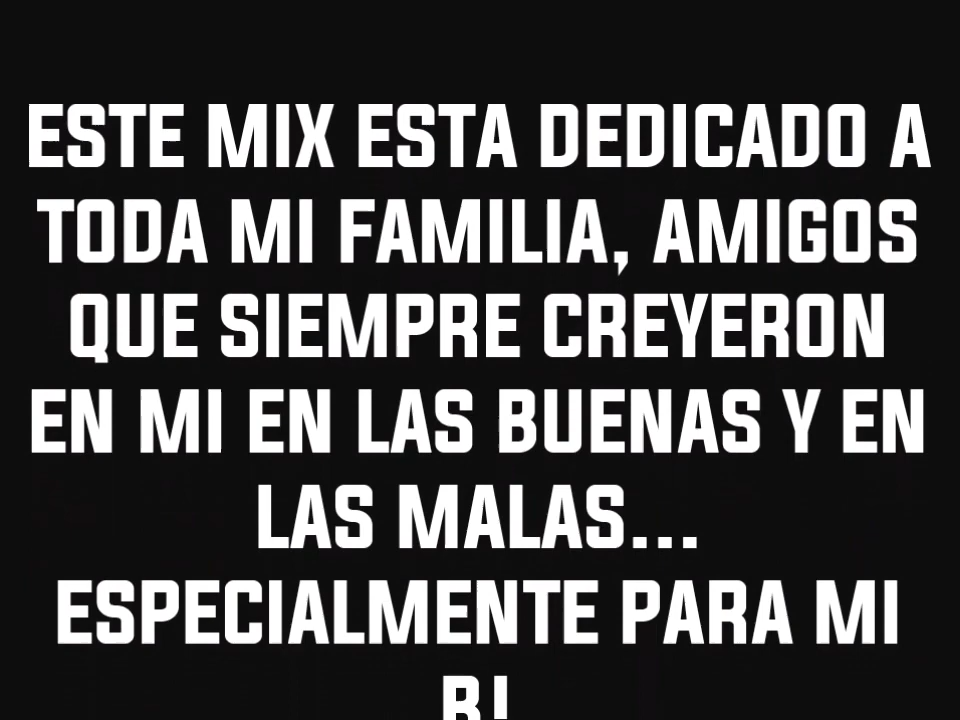 ESTE MIX ESTA DEDICADO A
TODA MI FAMILIA, AMIGOS
QUE SIEMPRE CREYERON
EN MI EN LAS BUENAS Y EN
LAS MALAS...
ESPECIALMENTE PARA MI